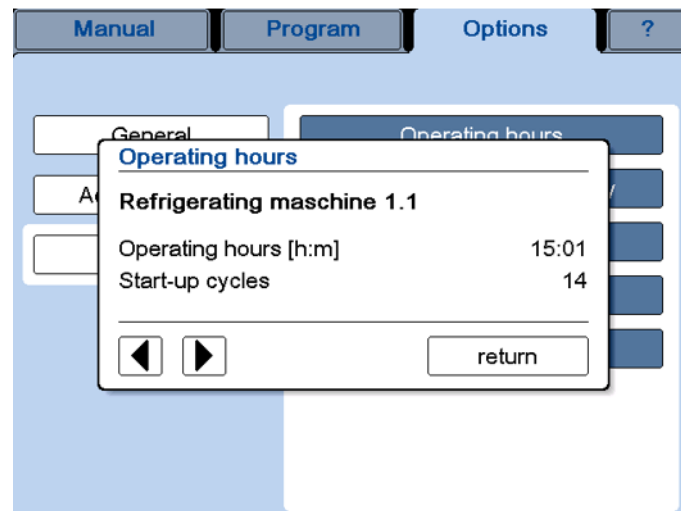 Manual Program Options ?
General Operating hours
Operating hours
Refrigerating maschine 1.1
Operating hours [h:m] 15:01
Start-up cycles 14
return